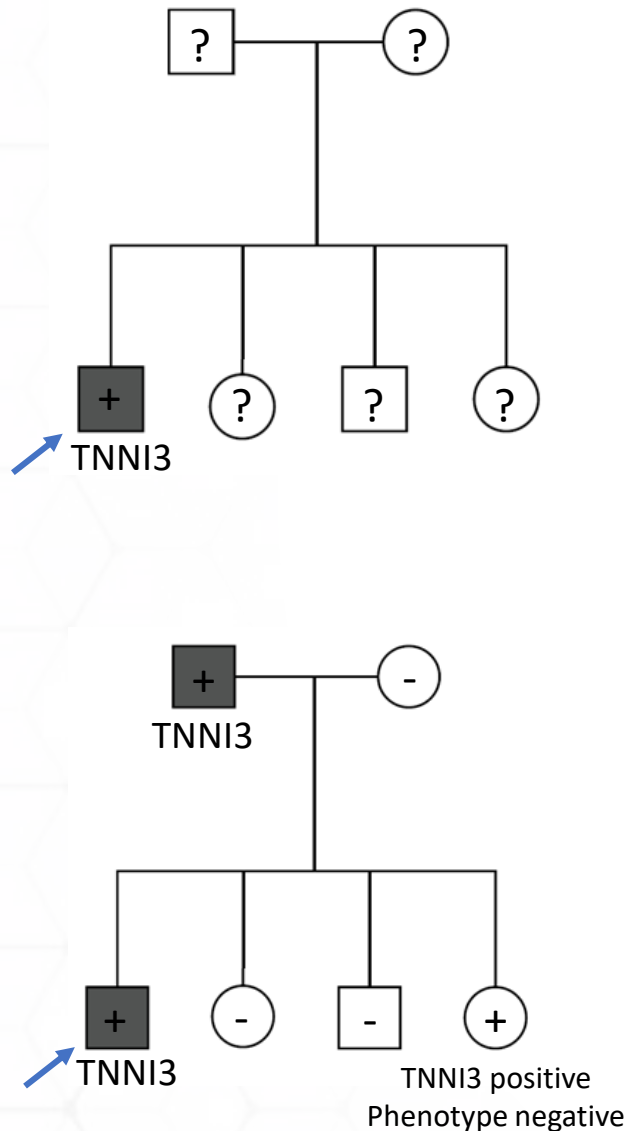 ? ?
+ ? ? ?
TNNI3
+ -
TNNI3
+ - - +
TNNI3
TNNI3 positive
Phenotype negative